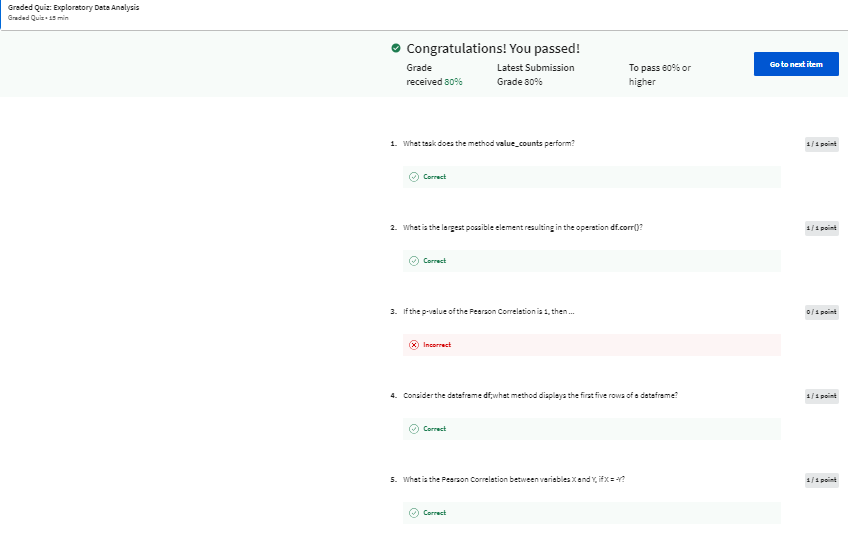 Graded Quiz: Exploratory Data Analysis
Graded Quiz • 15 min
Congratulations! You passed!
Grade received 80%
Latest Submission Grade 80%
To pass 60% or higher
Go to next item
1. What task does the method value_counts perform?
1 / 1 point
Correct
2. What is the largest possible element resulting in the operation df.corr()?
1 / 1 point
Correct
3. If the p-value of the Pearson Correlation is 1, then ...
0 / 1 point
Incorrect
4. Consider the dataframe df;what method displays the first five rows of a dataframe?
1 / 1 point
Correct
5. What is the Pearson Correlation between variables X and Y, if X = -Y?
1 / 1 point
Correct